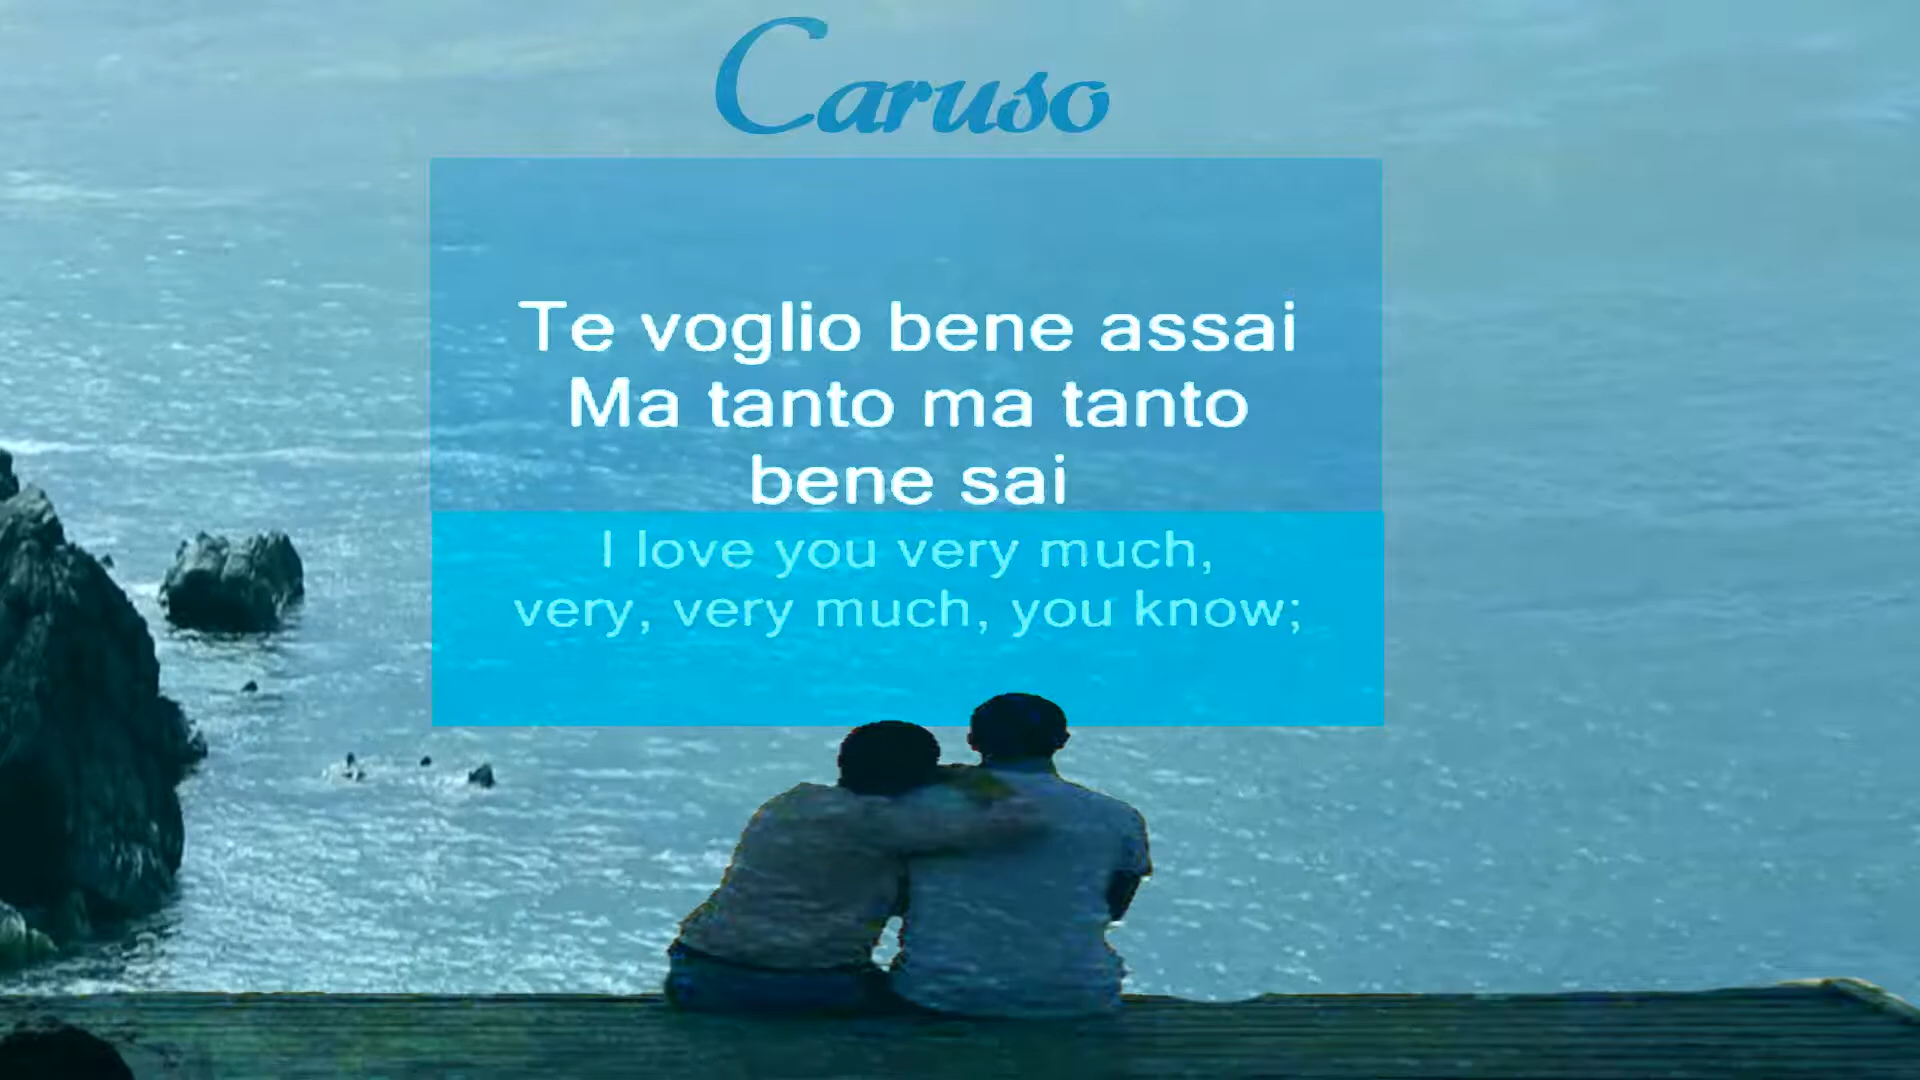 Caruso
Te voglio bene assai
Ma tanto ma tanto
bene sai
I love you very much,
very, very much, you know;